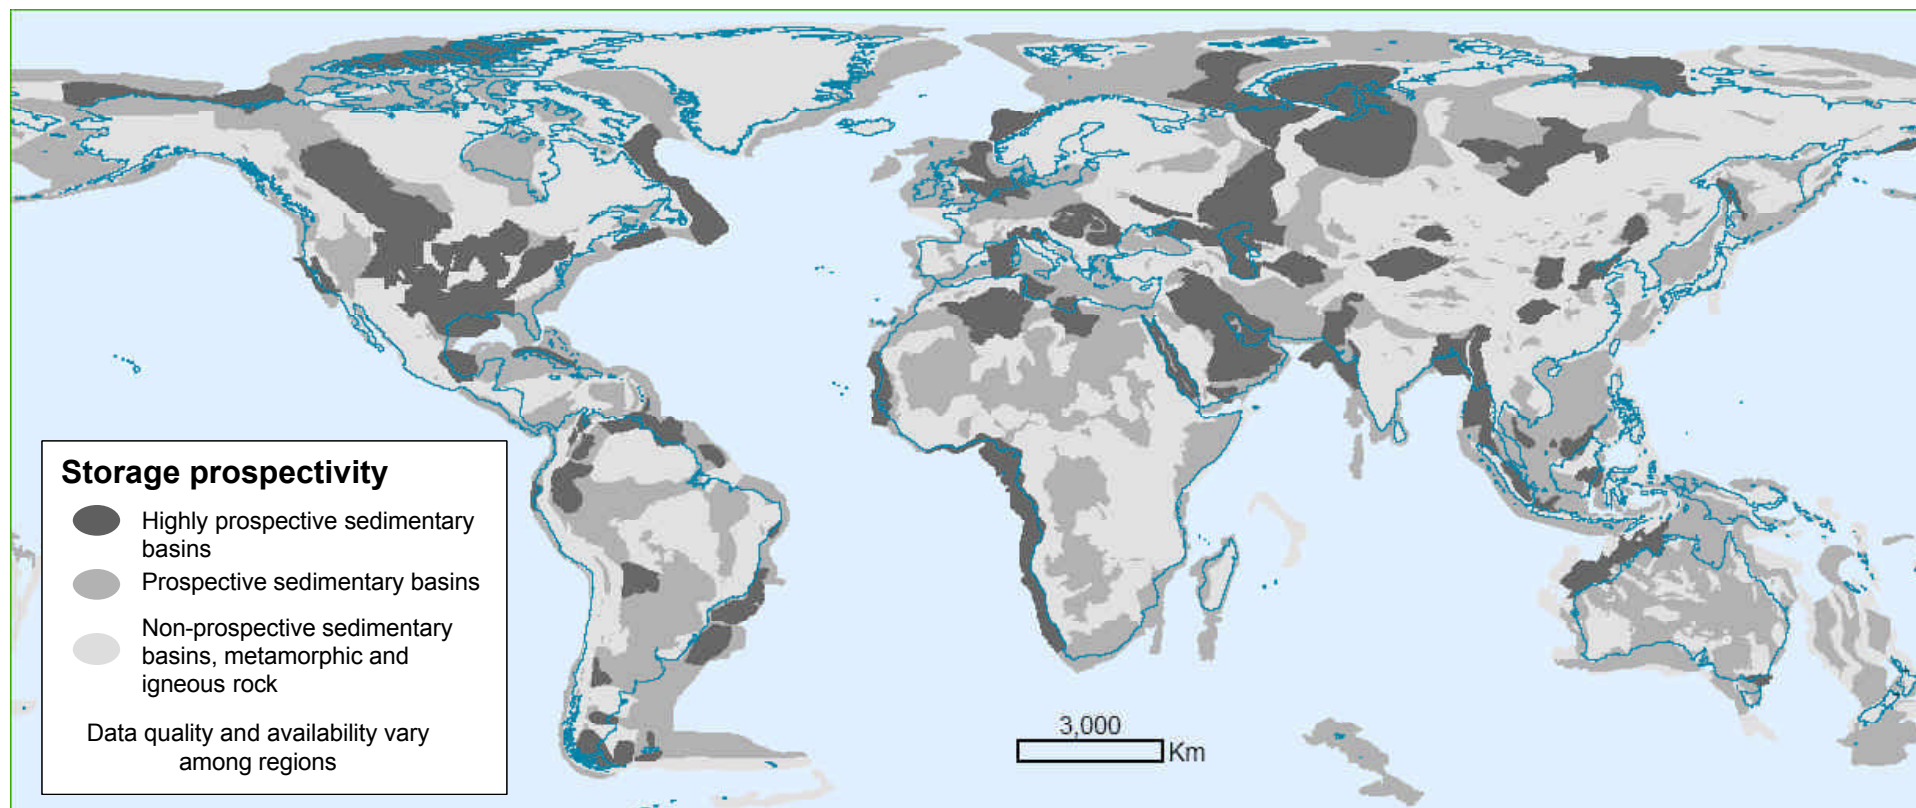 Storage prospectivity
Highly prospective sedimentary
basins
Prospective sedimentary basins
Non-prospective sedimentary
basins, metamorphic and
igneous rock
Data quality and availability vary
among regions
3,000
Km